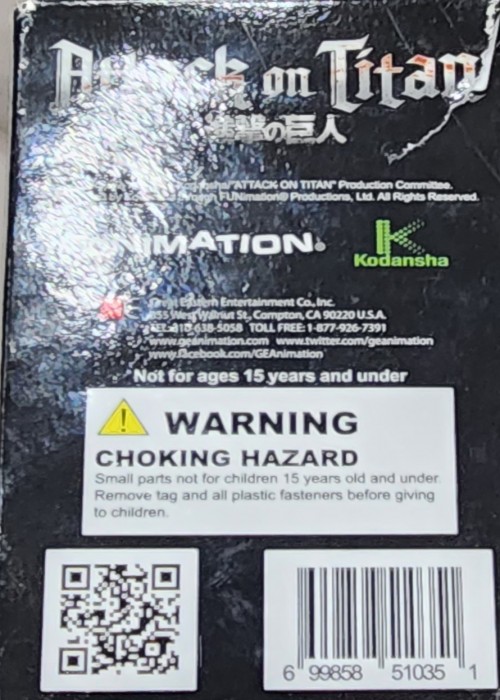 Attack on Titan
進撃の巨人
"ATTACK ON TITAN" Production Committee.
by through FUNimation® Productions, Ltd. All Rights Reserved.
FUNIMATION®
Kodansha
Great Eastern Entertainment Co., Inc.
855 West Walnut St., Compton, CA 90220 U.S.A.
TEL: 310-638-5058 TOLL FREE: 1-877-926-7391
www.geanimation.com www.twitter.com/geanimation
www.facebook.com/GEAnimation
Not for ages 15 years and under
WARNING
CHOKING HAZARD
Small parts not for children 15 years old and under.
Remove tag and all plastic fasteners before giving
to children.
6 99858 51035 1